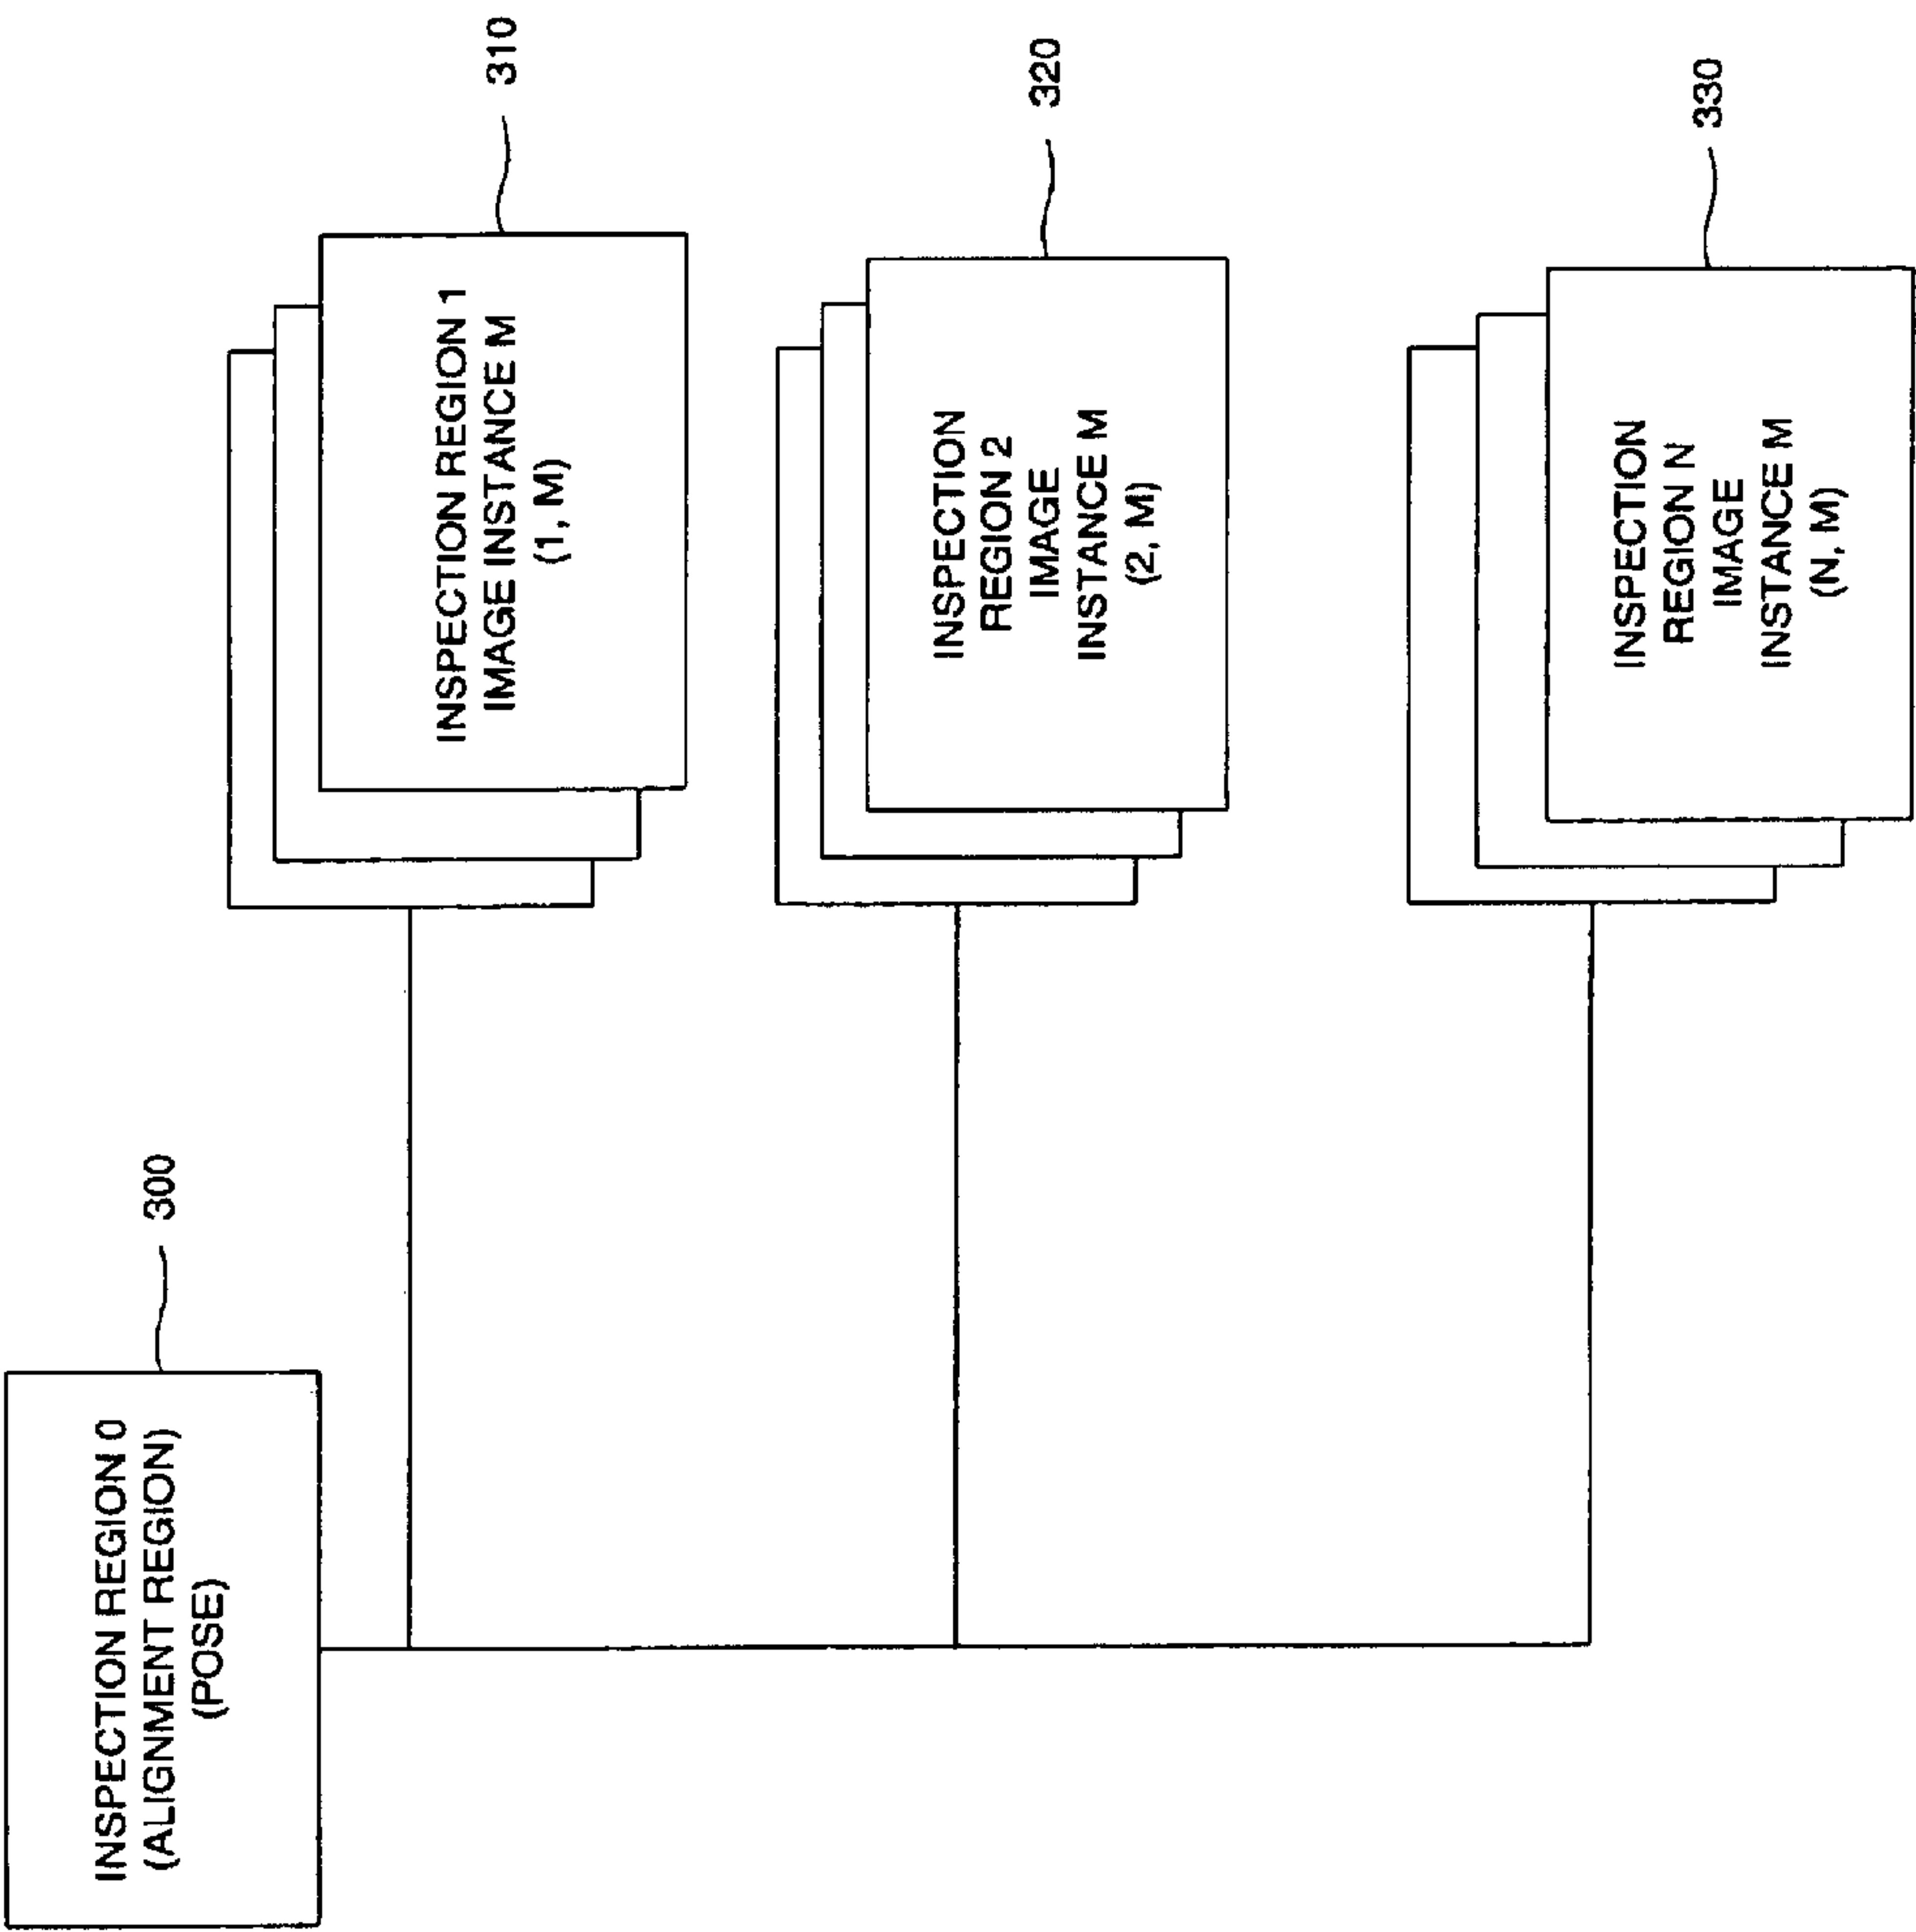 300
INSPECTION REGION 0
(ALIGNMENT REGION)
(POSE)
310
INSPECTION REGION 1
IMAGE INSTANCE M
(1, M)
320
INSPECTION
REGION 2
IMAGE
INSTANCE M
(2, M)
330
INSPECTION
REGION N
IMAGE
INSTANCE M
(N, M)